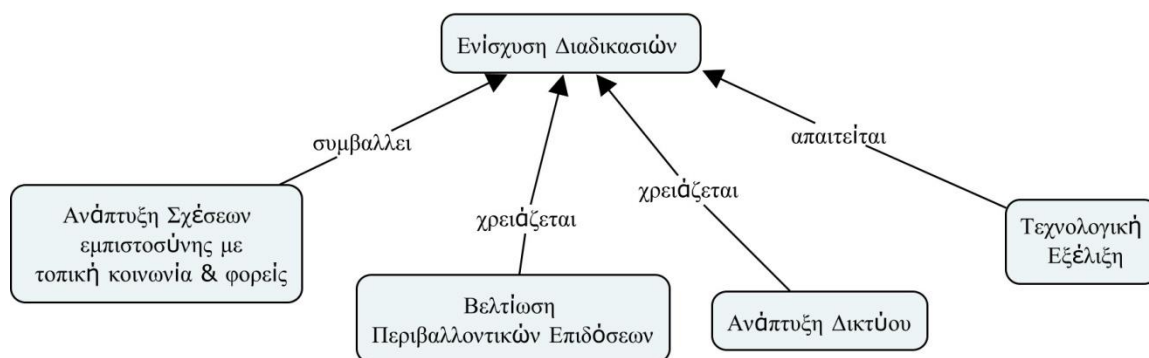 Ενίσχυση Διαδικασιών
συμβαλλει
απαιτείται
χρειάζεται
χρειάζεται
Ανάπτυξη Σχέσεων
εμπιστοσύνης με
τοπική κοινωνία & φορείς
Τεχνολογική
Εξέλιξη
Βελτίωση
Περιβαλλοντικών Επιδόσεων
Ανάπτυξη Δικτύου